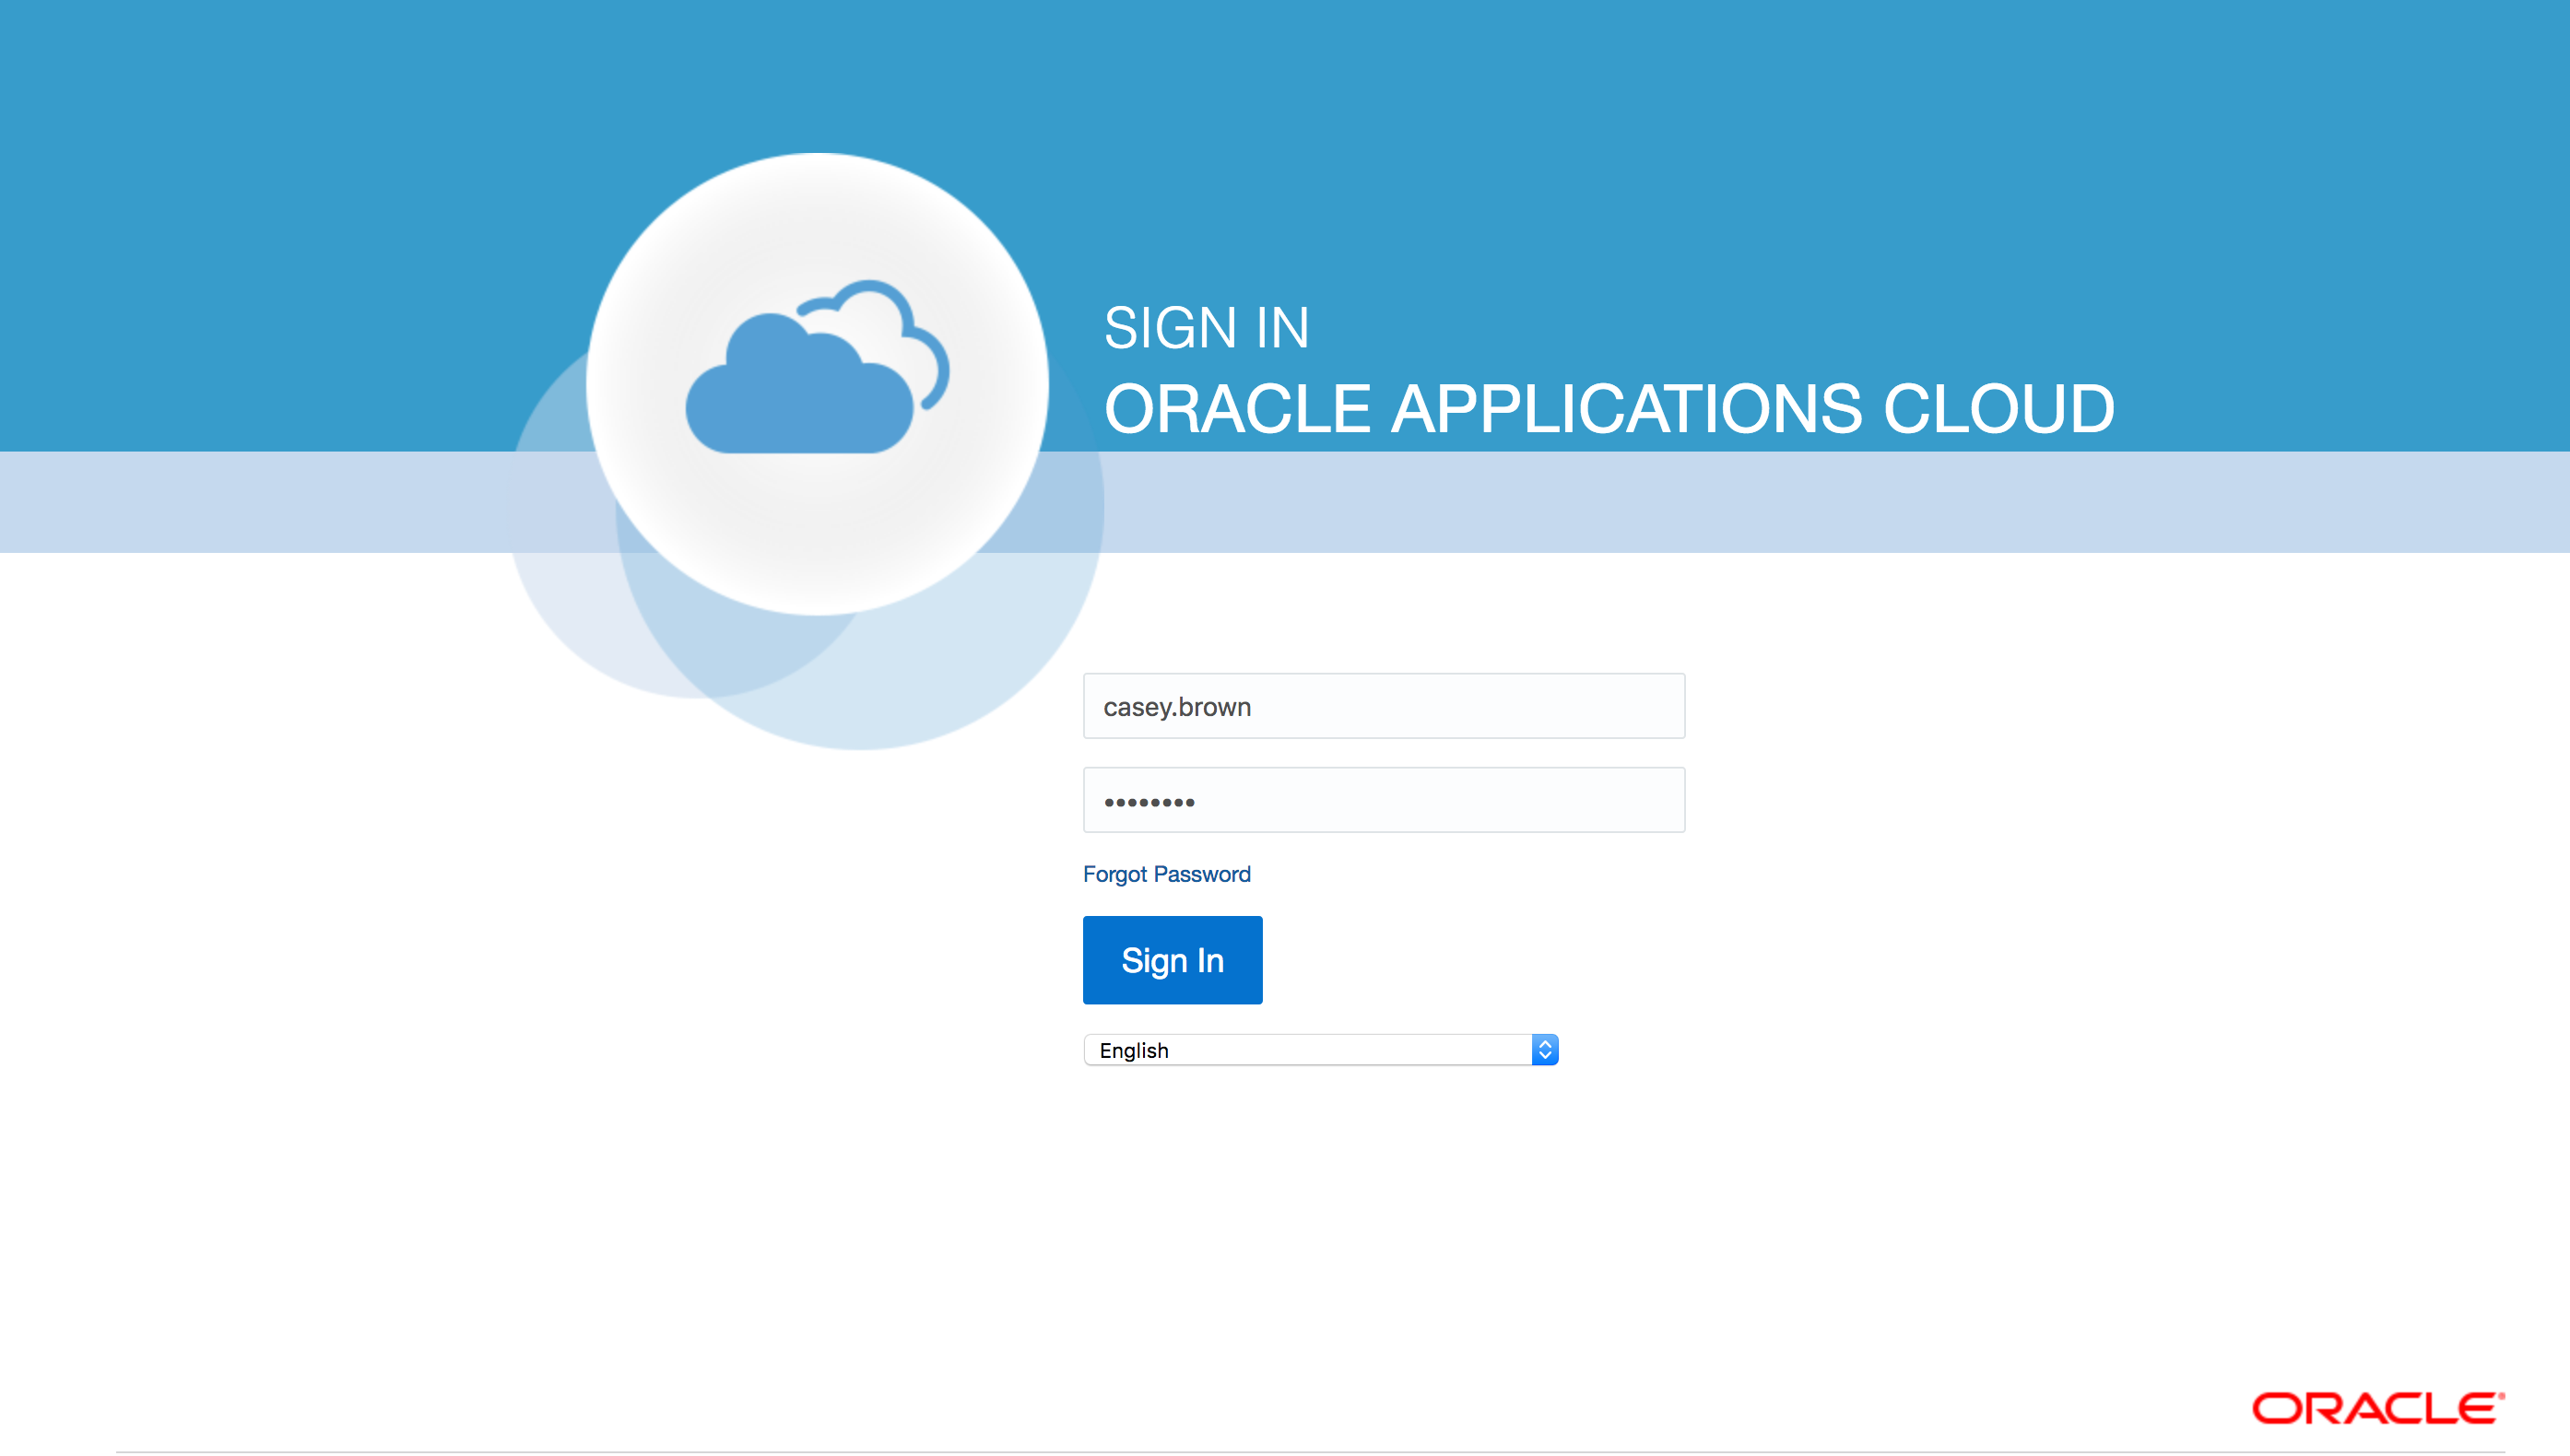 SIGN IN
ORACLE APPLICATIONS CLOUD
casey.brown
••••••••
Forgot Password
Sign In
English
ORACLE®